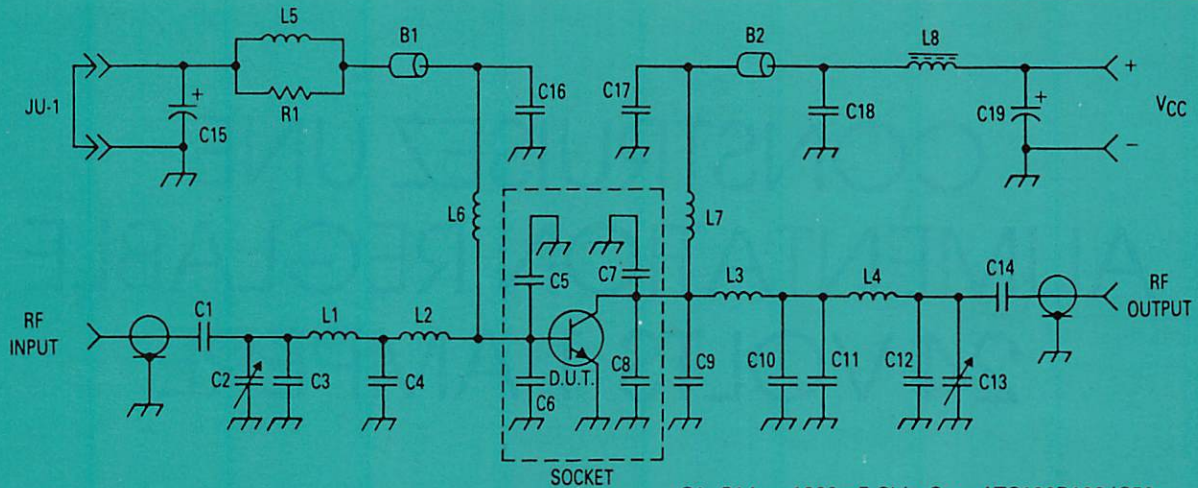 L5
B1
B2
L8
+
JU-1
+
C15
R1
C16
C17
C18
C19
+
VCC
−
L6
L7
C5
C7
RF
INPUT
C1
L1
L2
L3
L4
C14
RF
OUTPUT
C2
C3
C4
C6
D.U.T.
C8
C9
C10
C11
C12
C13
SOCKET